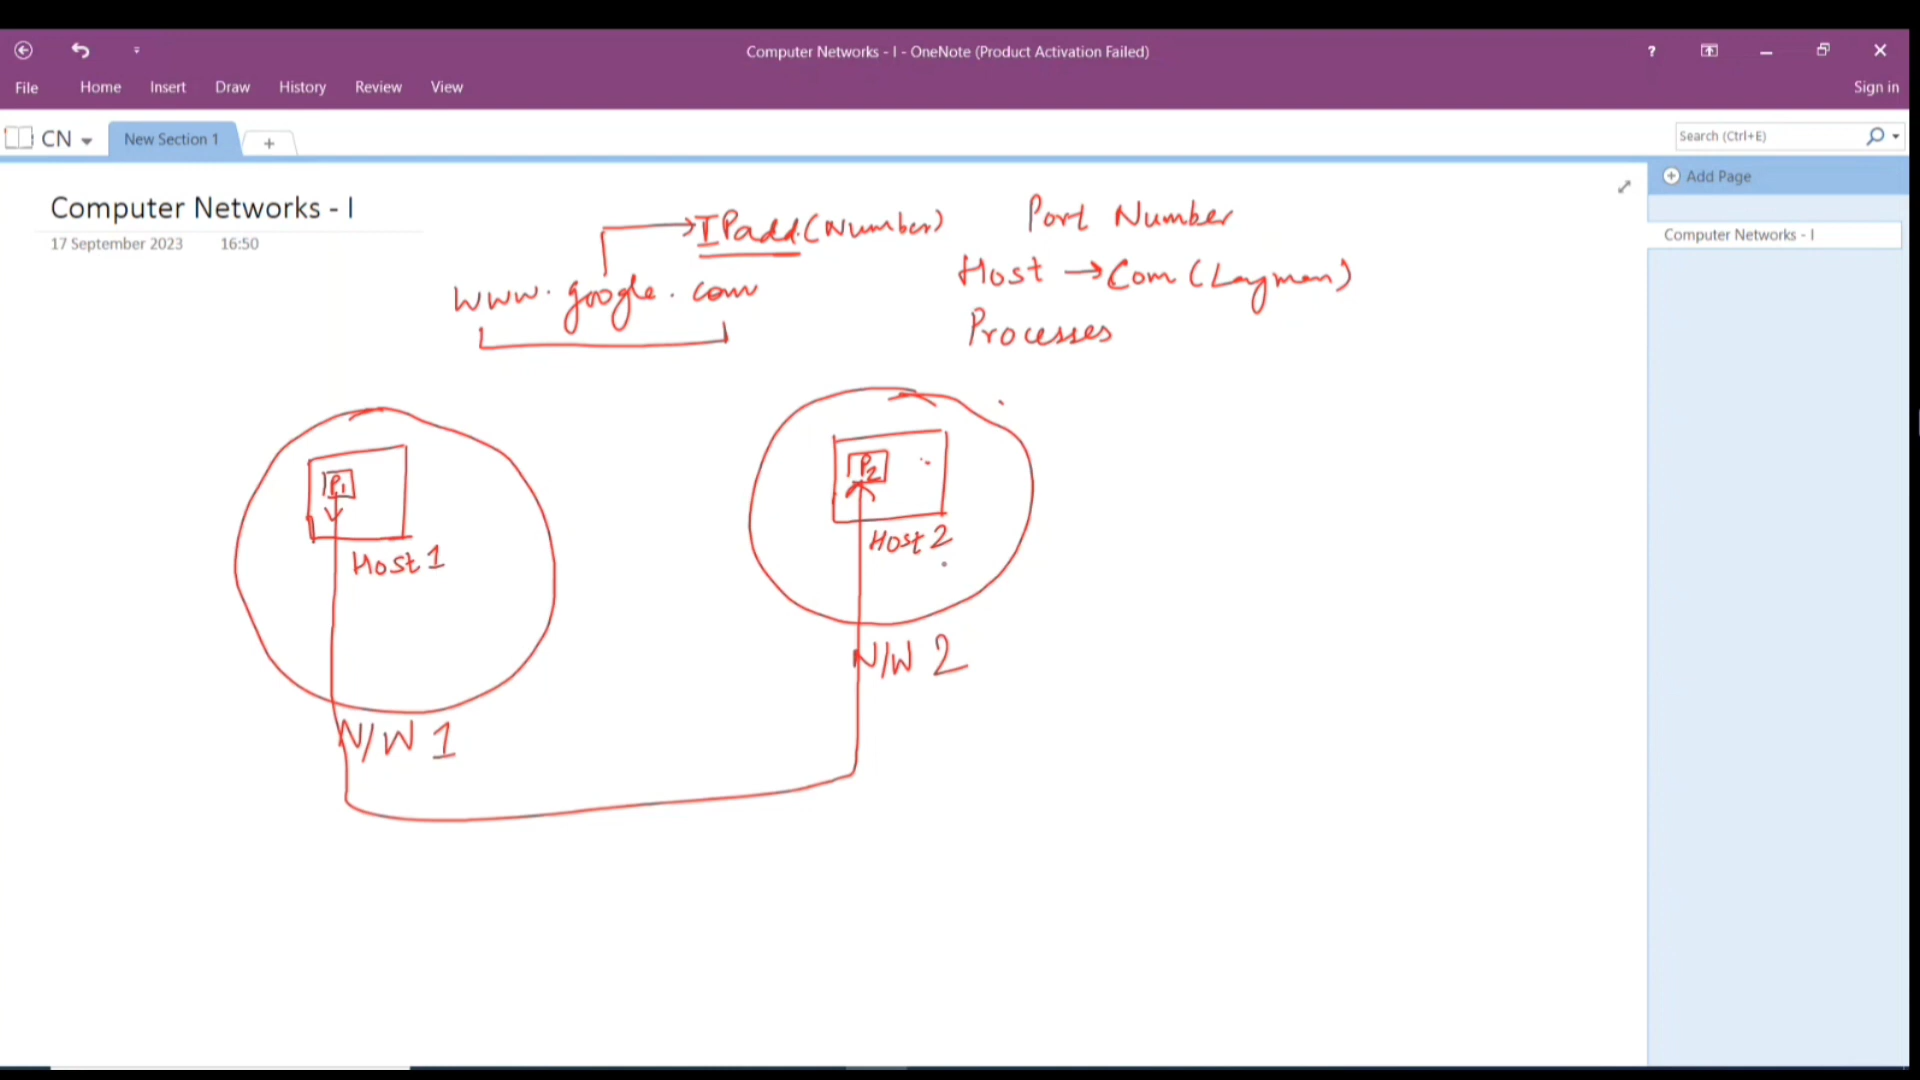 Computer Networks - I - OneNote (Product Activation Failed)
?
File Home Insert Draw History Review View
Sign in
CN New Section 1 +
Search (Ctrl+E)
Add Page
Computer Networks - I
Computer Networks - I
17 September 2023 16:50
IPadd.(Number)
www.google.com
Port Number
Host → Com (Layman)
Processes
P1
Host 1
N/W 1
P2
Host 2
N/W 2